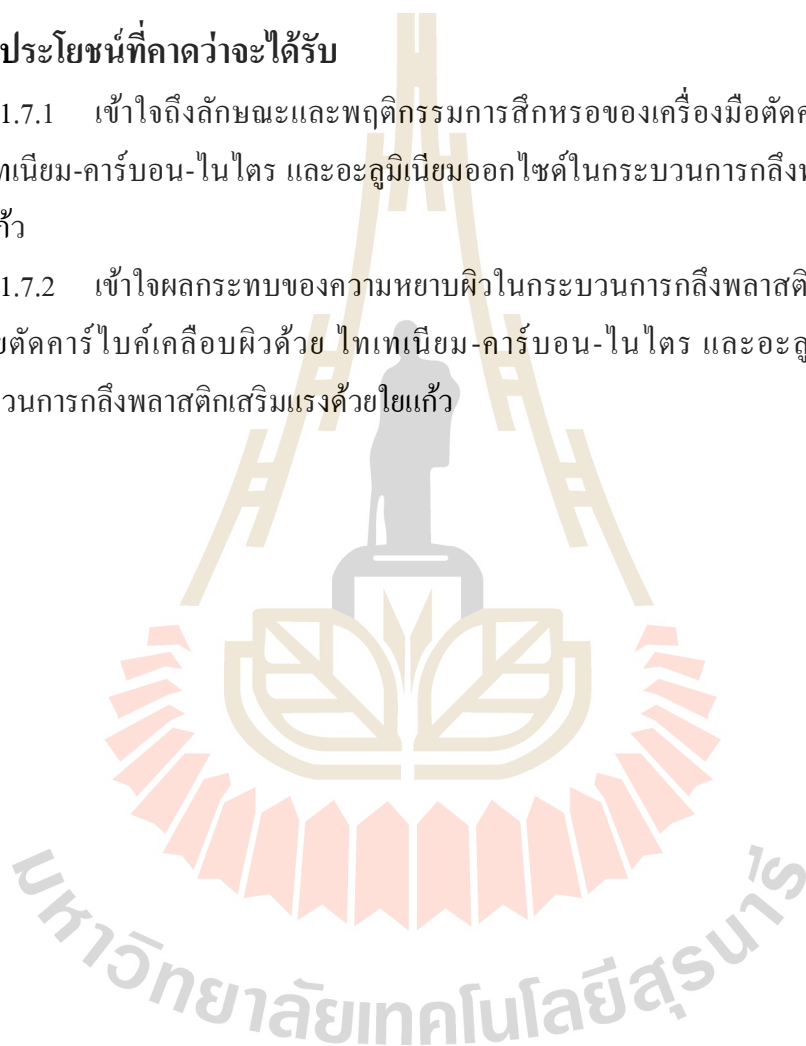 ประโยชน์ที่คาดว่าจะได้รับ
1.7.1 เข้าใจถึงลักษณะและพฤติกรรมการสึกหรอของเครื่องมือตัดค
ทเนียม-คาร์บอน-ไนไตร และอะลูมิเนียมออกไซด์ในกระบวนการกลึงพ
ก้ว
1.7.2 เข้าใจผลกระทบของความหยาบผิวในกระบวนการกลึงพลาสติ
ยตัดคาร์ไบค์เคลือบผิวด้วย ไทเทเนียม-คาร์บอน-ไนไตร และอะลู
วนการกลึงพลาสติกเสริมแรงด้วยใยแก้ว
มหาวิทยาลัยเทคโนโลยีสุรนารี